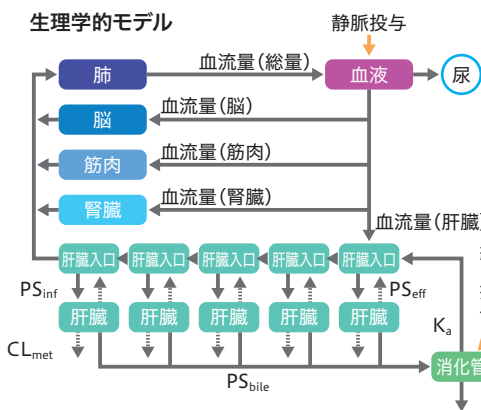 生理学的モデル
静脈投与
肺
血流量(総量)
血液
尿
脳
血流量(脳)
筋肉
血流量(筋肉)
腎臓
血流量(腎臓)
血流量(肝臓)
肝臓入口
肝臓入口
肝臓入口
肝臓入口
肝臓入口
PSinf
PSeff
肝臓
肝臓
肝臓
肝臓
肝臓
Ka
CLmet
PSbile
消化管